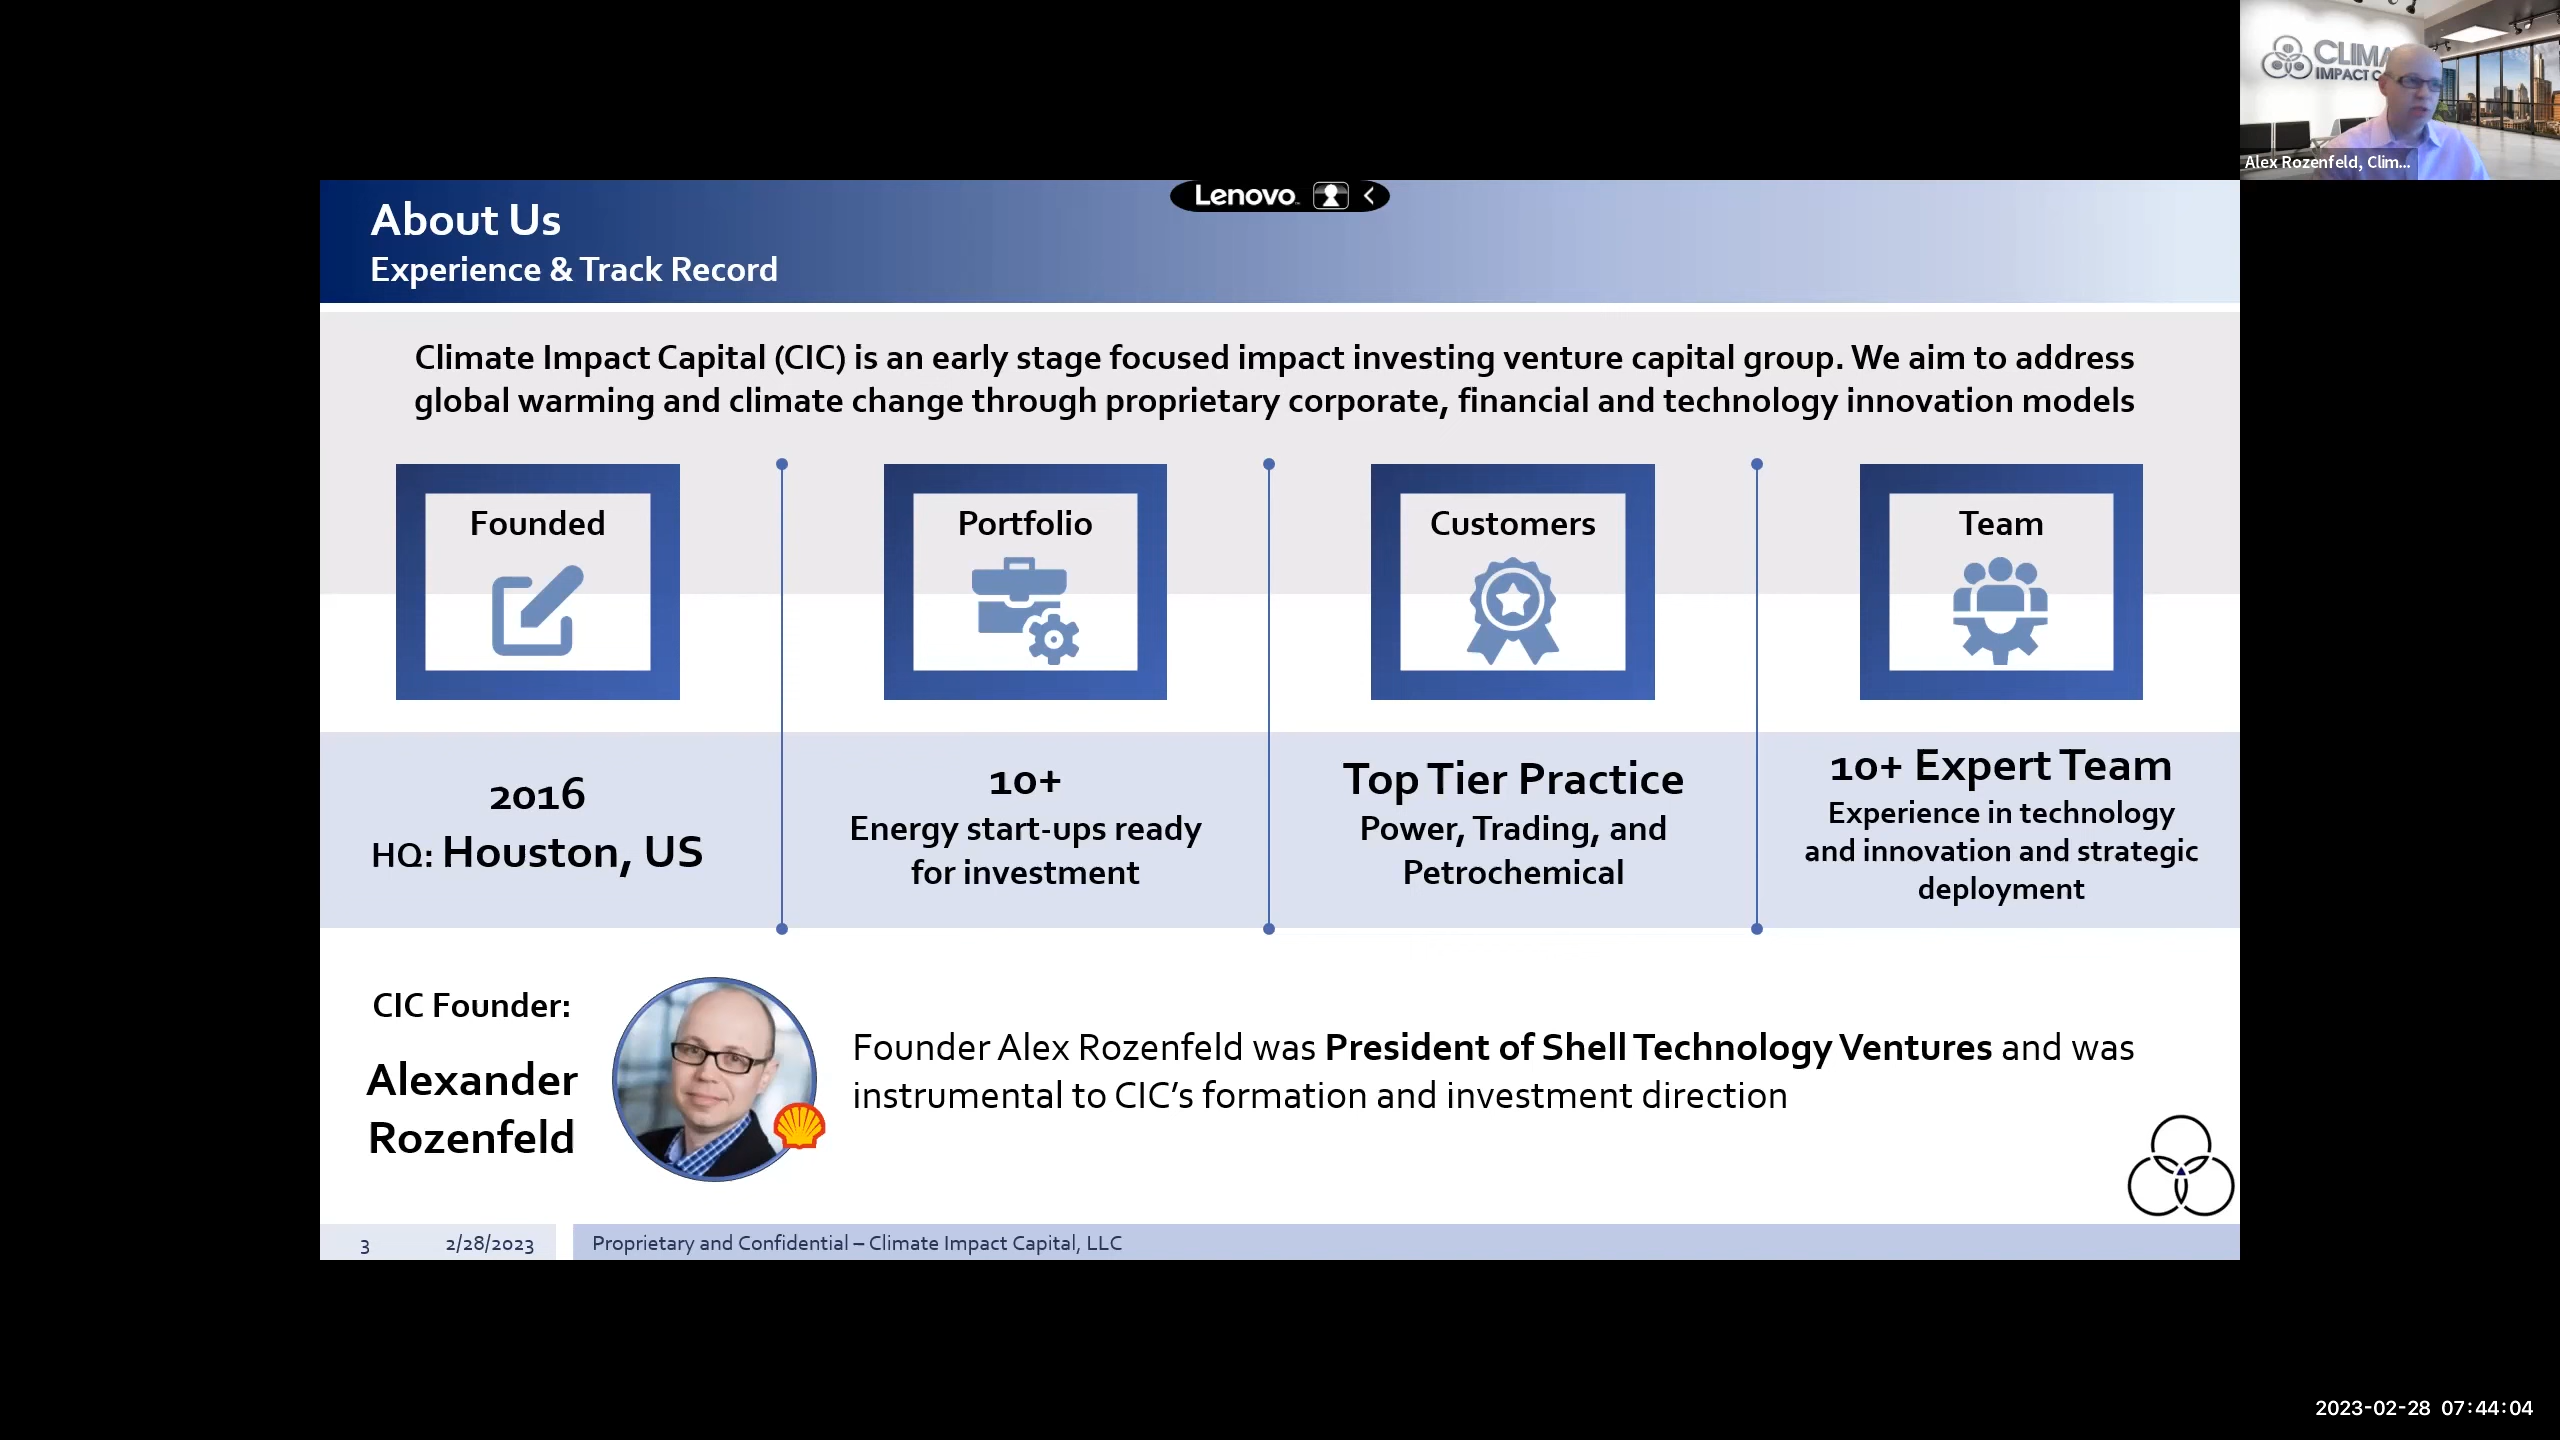 CLIMA
IMPACT C
Alex Rozenfeld, Clim...
Lenovo
About Us
Experience & Track Record
Climate Impact Capital (CIC) is an early stage focused impact investing venture capital group. We aim to address
global warming and climate change through proprietary corporate, financial and technology innovation models
Founded
Portfolio
Customers
Team
2016
HQ: Houston, US
10+
Energy start-ups ready
for investment
Top Tier Practice
Power, Trading, and
Petrochemical
10+ Expert Team
Experience in technology
and innovation and strategic
deployment
CIC Founder:
Alexander
Rozenfeld
Founder Alex Rozenfeld was President of Shell Technology Ventures and was
instrumental to CIC’s formation and investment direction
3
2/28/2023
Proprietary and Confidential – Climate Impact Capital, LLC
2023-02-28 07:44:04